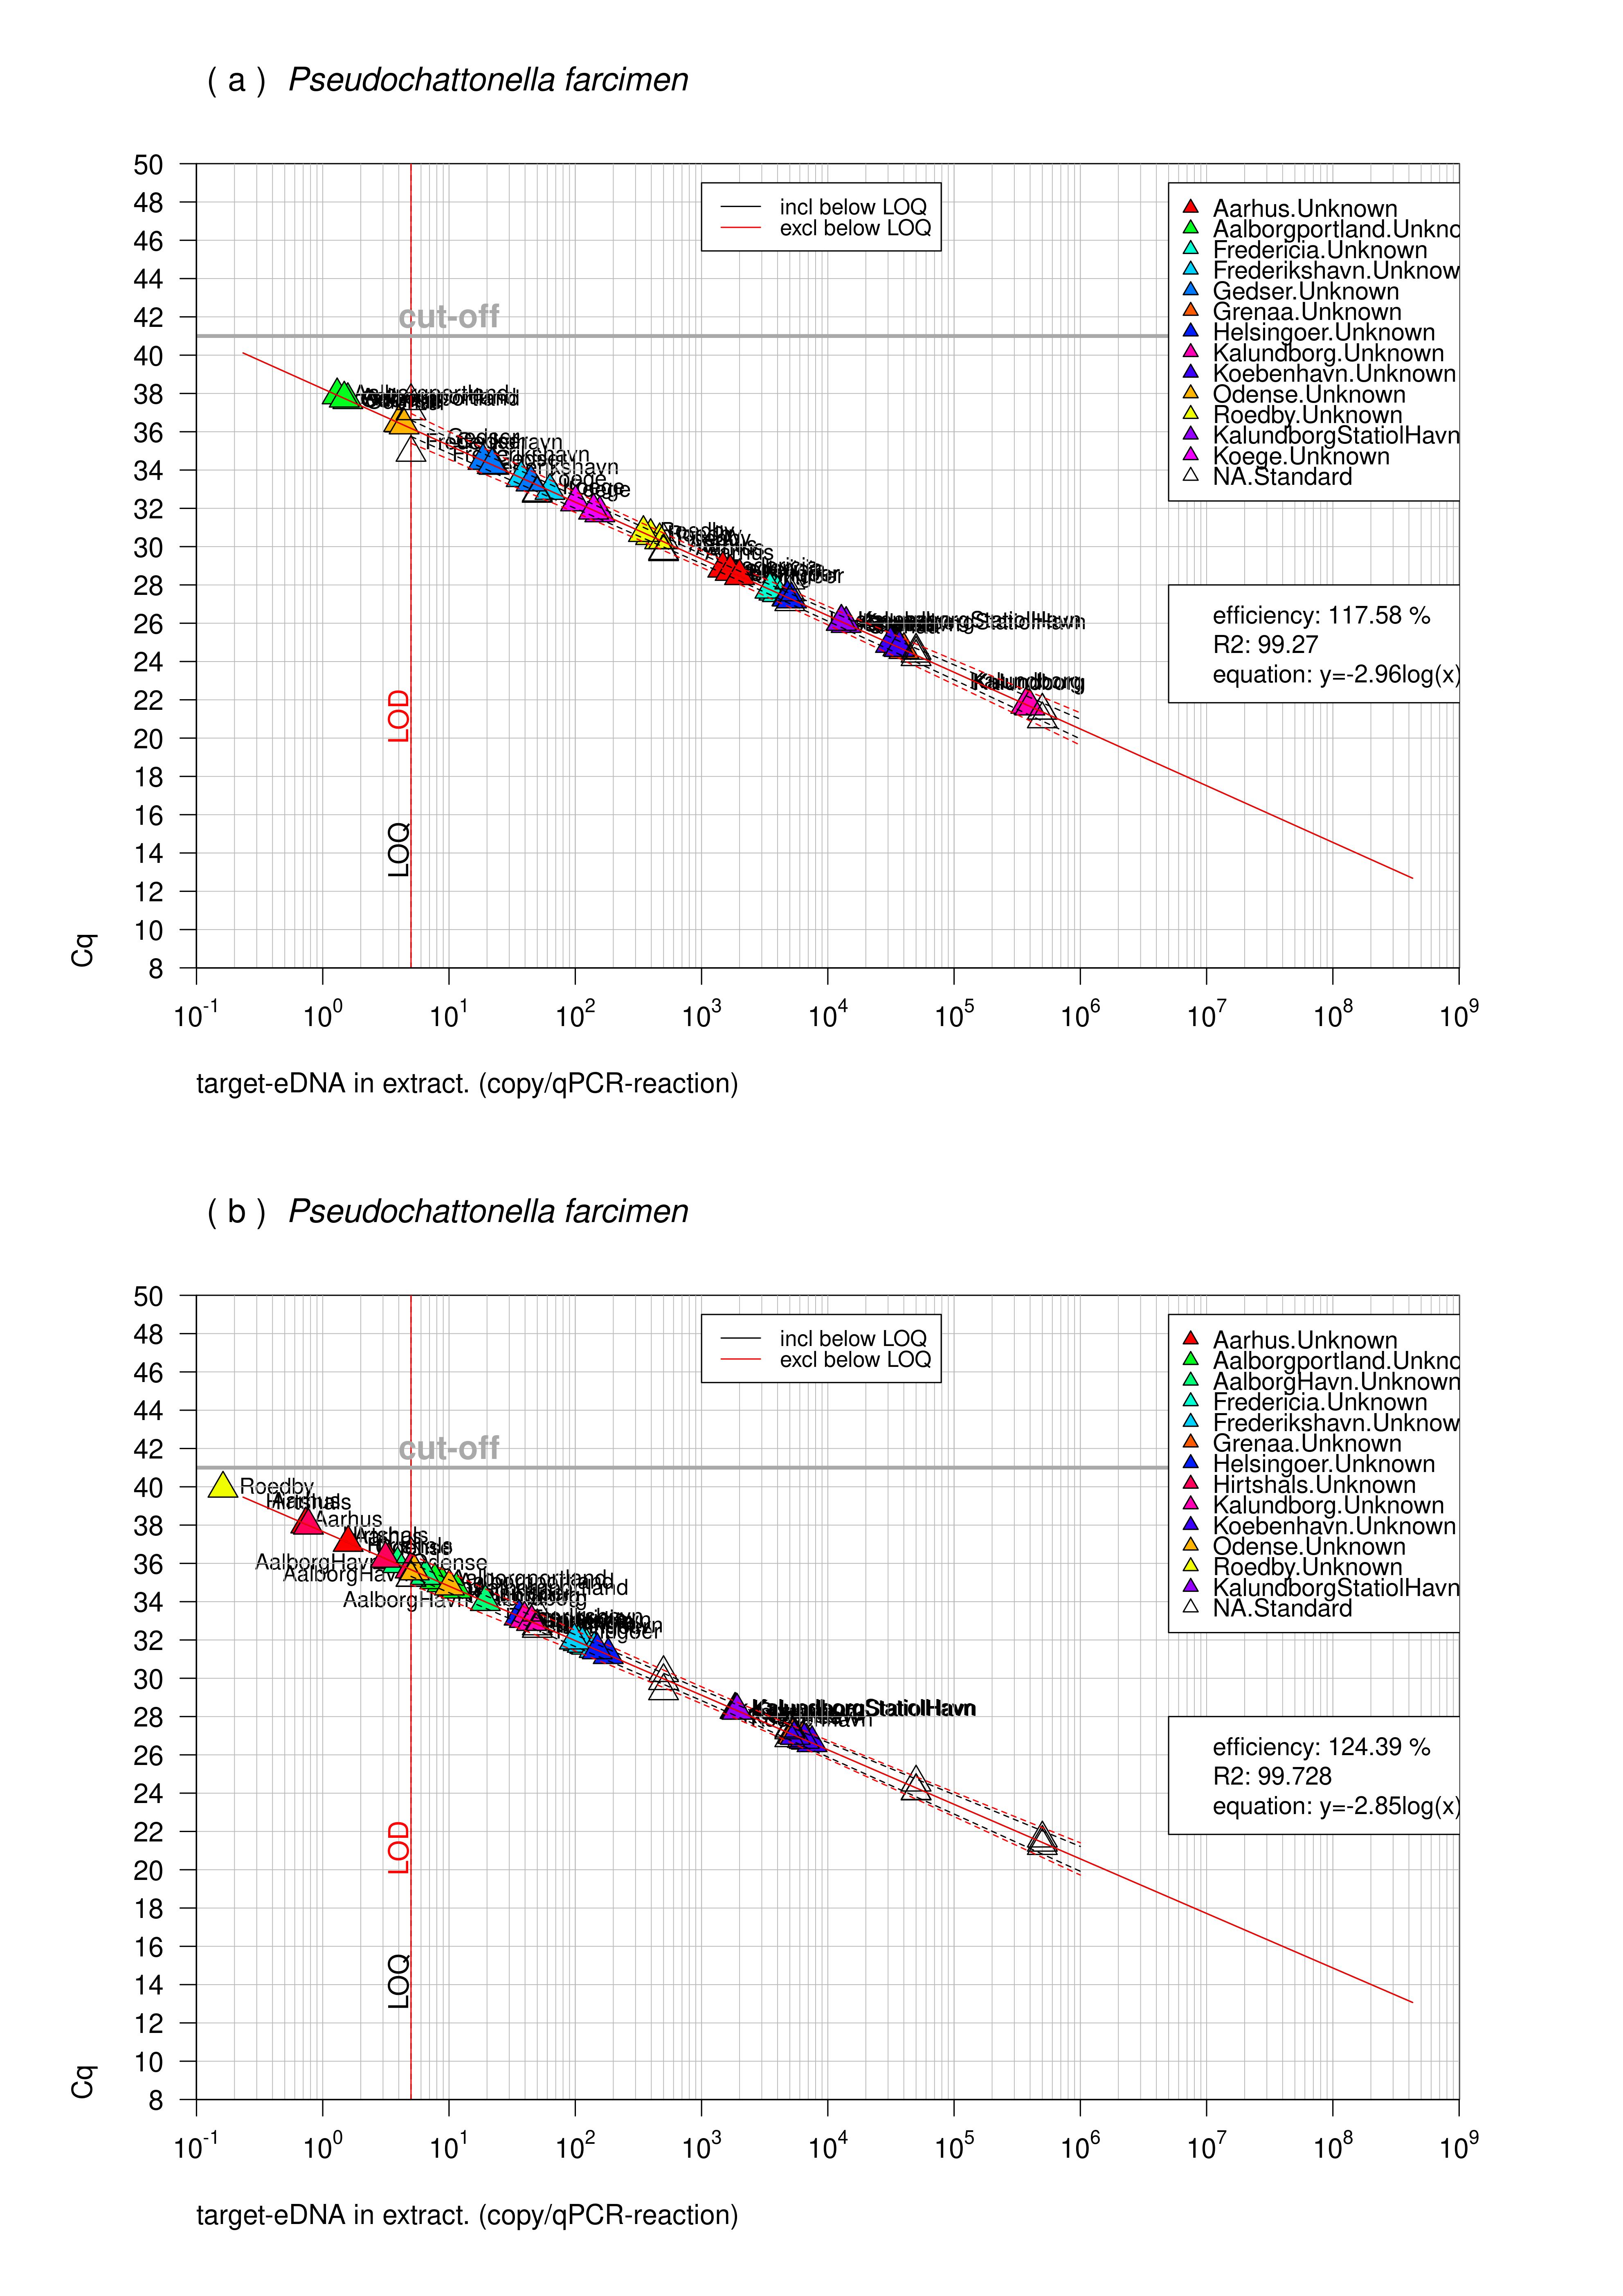 ( a ) Pseudochattonella farcimen
50
48
46
44
42
40
38
36
34
32
30
28
26
24
22
20
18
16
14
12
10
8
Cq
incl below LOQ
excl below LOQ
cut-off
LOD
LOQ
Kalundborg
Aarhus.Unknown
Aalborgportland.Unkno
Fredericia.Unknown
Frederikshavn.Unknow
Gedser.Unknown
Grenaa.Unknown
Helsingoer.Unknown
Kalundborg.Unknown
Koebenhavn.Unknown
Odense.Unknown
Roedby.Unknown
KalundborgStatiolHavn
Koege.Unknown
NA.Standard
efficiency: 117.58 %
R2: 99.27
equation: y=-2.96log(x)
10-1 100 101 102 103 104 105 106 107 108 109
target-eDNA in extract. (copy/qPCR-reaction)
( b ) Pseudochattonella farcimen
50
48
46
44
42
40
38
36
34
32
30
28
26
24
22
20
18
16
14
12
10
8
Cq
incl below LOQ
excl below LOQ
cut-off
LOD
LOQ
Roedby
Aarhus
Hirtshals
Aarhus
AalborgHavn
Odense
KalundborgStatiolHavn
Aarhus.Unknown
Aalborgportland.Unkno
AalborgHavn.Unknown
Fredericia.Unknown
Frederikshavn.Unknow
Grenaa.Unknown
Helsingoer.Unknown
Hirtshals.Unknown
Kalundborg.Unknown
Koebenhavn.Unknown
Odense.Unknown
Roedby.Unknown
KalundborgStatiolHavn
NA.Standard
efficiency: 124.39 %
R2: 99.728
equation: y=-2.85log(x)
10-1 100 101 102 103 104 105 106 107 108 109
target-eDNA in extract. (copy/qPCR-reaction)